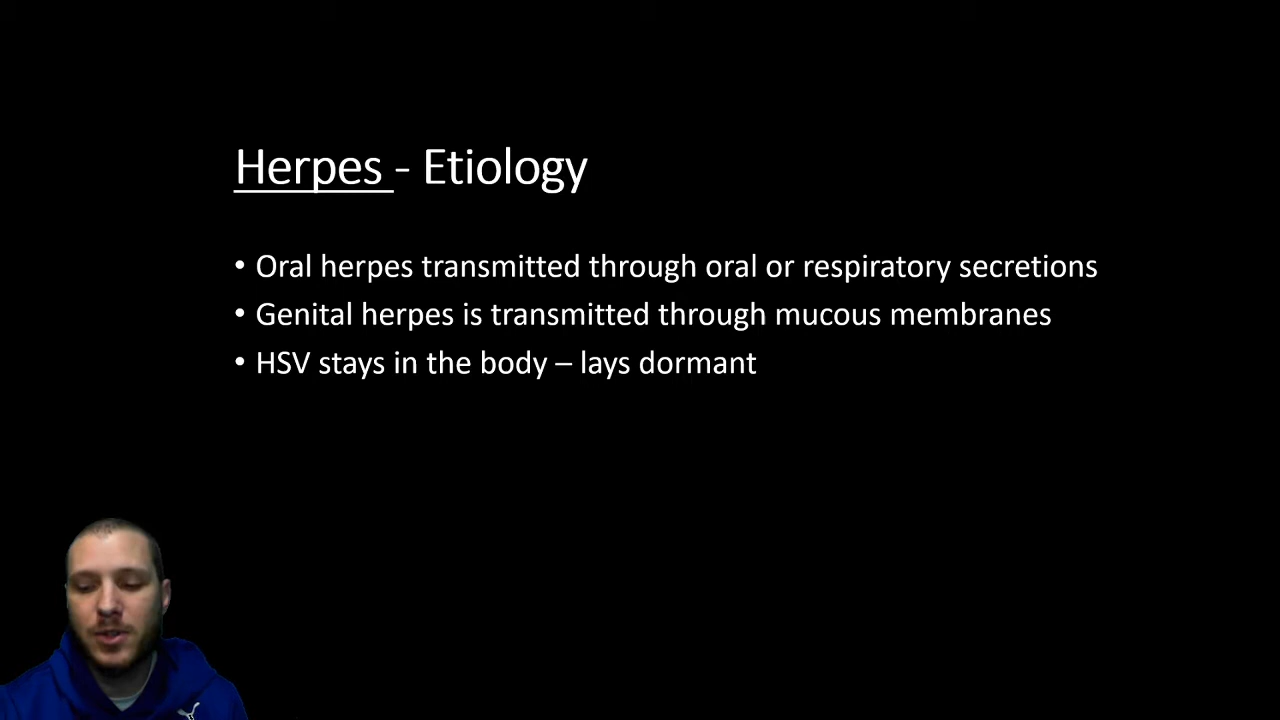 Herpes - Etiology
• Oral herpes transmitted through oral or respiratory secretions
• Genital herpes is transmitted through mucous membranes
• HSV stays in the body – lays dormant